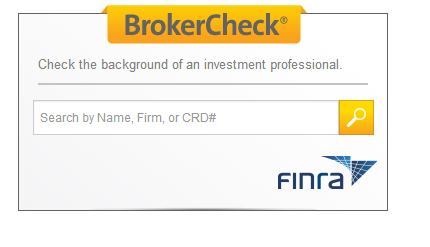 BrokerCheck®
Check the background of an investment professional.
Search by Name, Firm, or CRD#
FINra